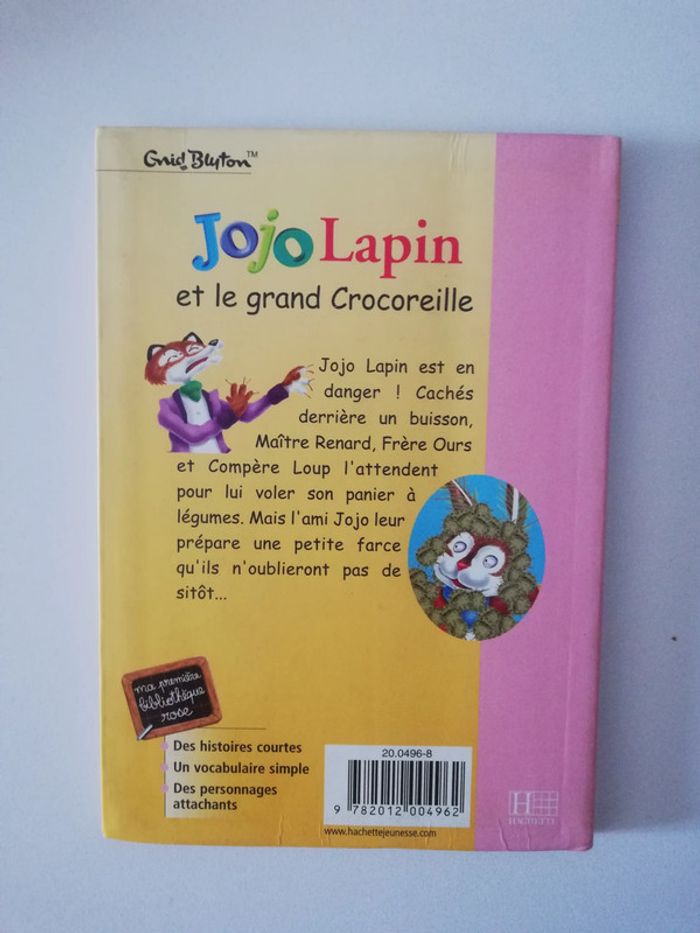 Enid Blyton™
Jojo Lapin
et le grand Crocoreille
Jojo Lapin est en
danger ! Cachés
derrière un buisson,
Maître Renard, Frère Ours
et Compère Loup l'attendent
pour lui voler son panier à
légumes. Mais l'ami Jojo leur
prépare une petite farce
qu'ils n'oublieront pas de
sitôt...
ma première
bibliothèque
rose
Des histoires courtes
Un vocabulaire simple
Des personnages
attachants
20.0496-8
9 782012 004962
www.hachettejeunesse.com
H
HACHETTE